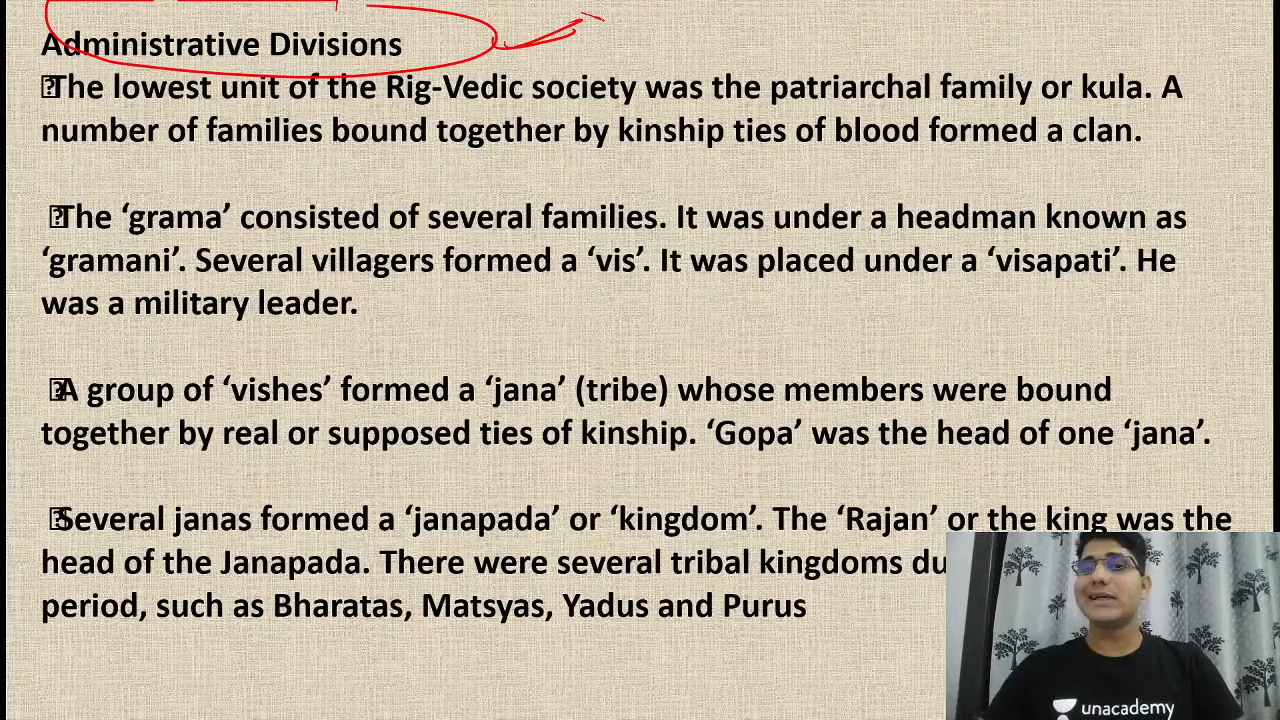 Administrative Divisions
The lowest unit of the Rig-Vedic society was the patriarchal family or kula. A
number of families bound together by kinship ties of blood formed a clan.
The ‘grama’ consisted of several families. It was under a headman known as
‘gramani’. Several villagers formed a ‘vis’. It was placed under a ‘visapati’. He
was a military leader.
A group of ‘vishes’ formed a ‘jana’ (tribe) whose members were bound
together by real or supposed ties of kinship. ‘Gopa’ was the head of one ‘jana’.
Several janas formed a ‘janapada’ or ‘kingdom’. The ‘Rajan’ or the king was the
head of the Janapada. There were several tribal kingdoms
period, such as Bharatas, Matsyas, Yadus and Purus
unacademy